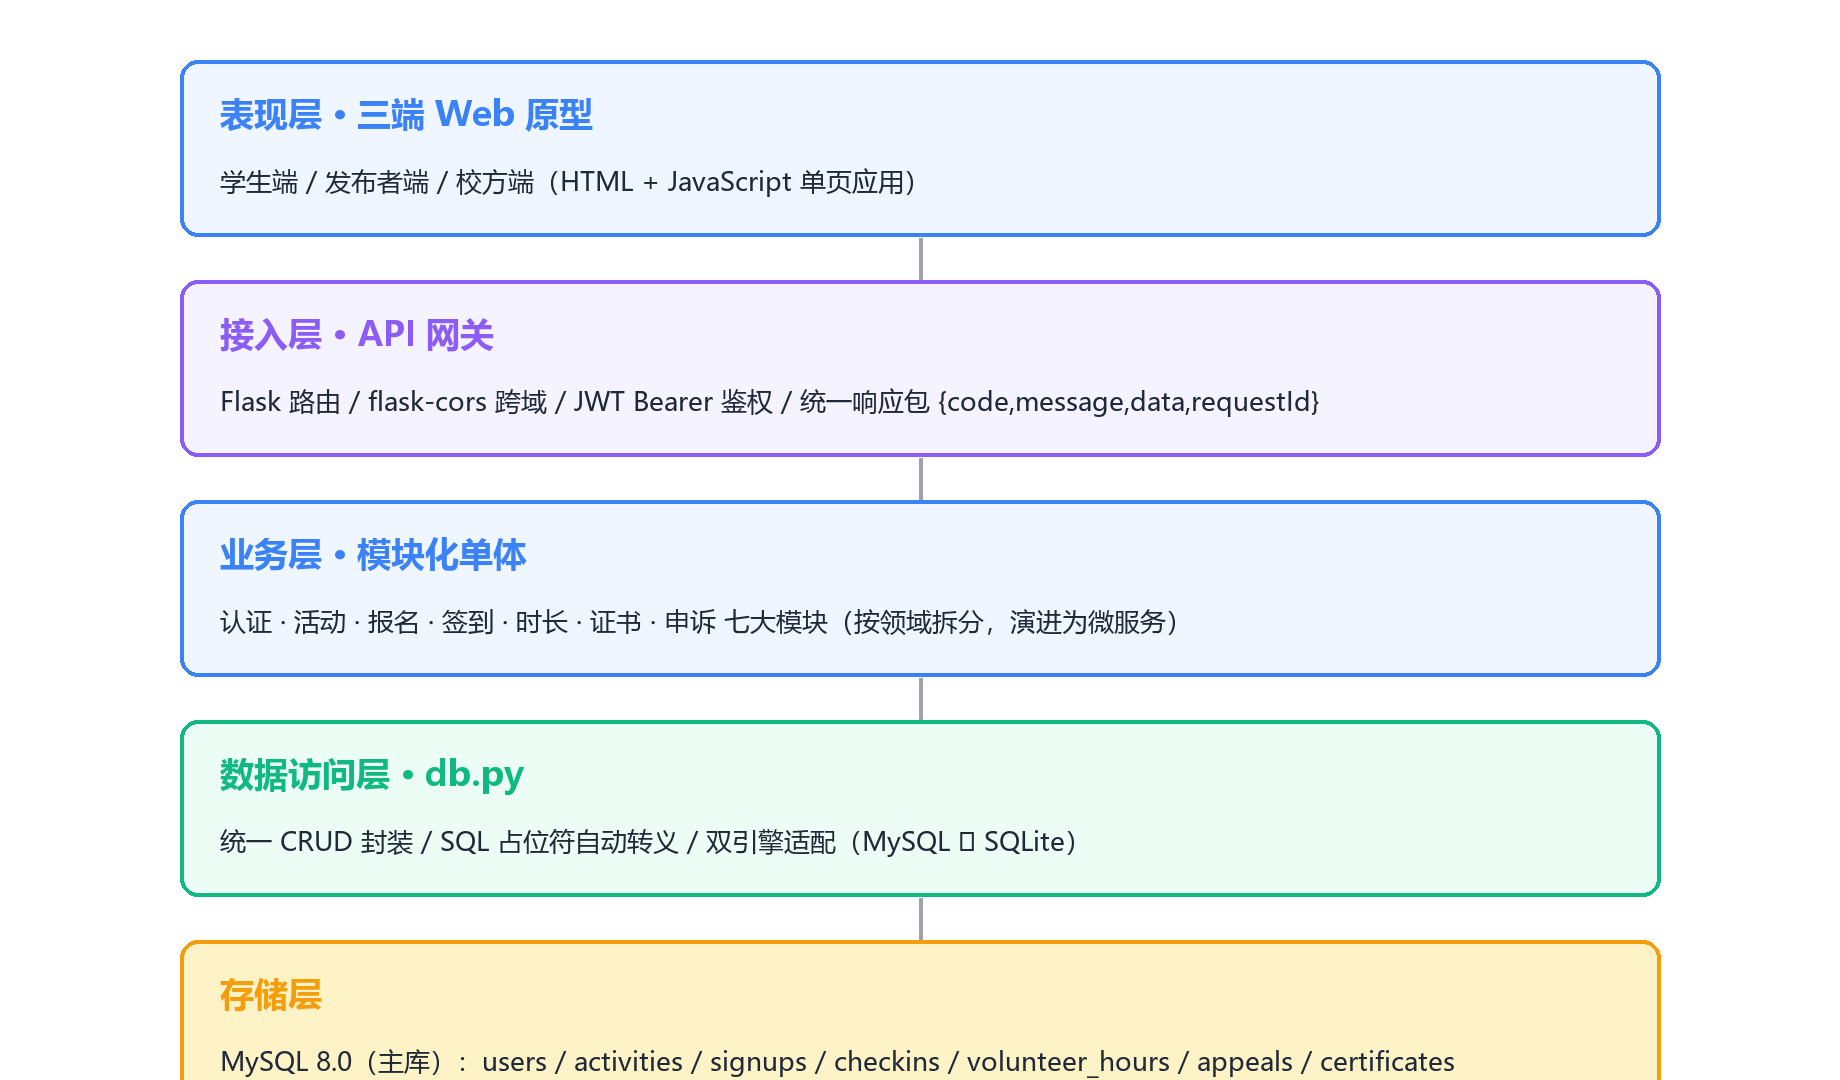 表现层 • 三端 Web 原型
学生端 / 发布者端 / 校方端（HTML + JavaScript 单页应用）
接入层 • API 网关
Flask 路由 / flask-cors 跨域 / JWT Bearer 鉴权 / 统一响应包 {code,message,data,requestId}
业务层 • 模块化单体
认证 · 活动 · 报名 · 签到 · 时长 · 证书 · 申诉 七大模块（按领域拆分，演进为微服务）
数据访问层 • db.py
统一 CRUD 封装 / SQL 占位符自动转义 / 双引擎适配（MySQL □ SQLite）
存储层
MySQL 8.0（主库）：users / activities / signups / checkins / volunteer_hours / appeals / certificates